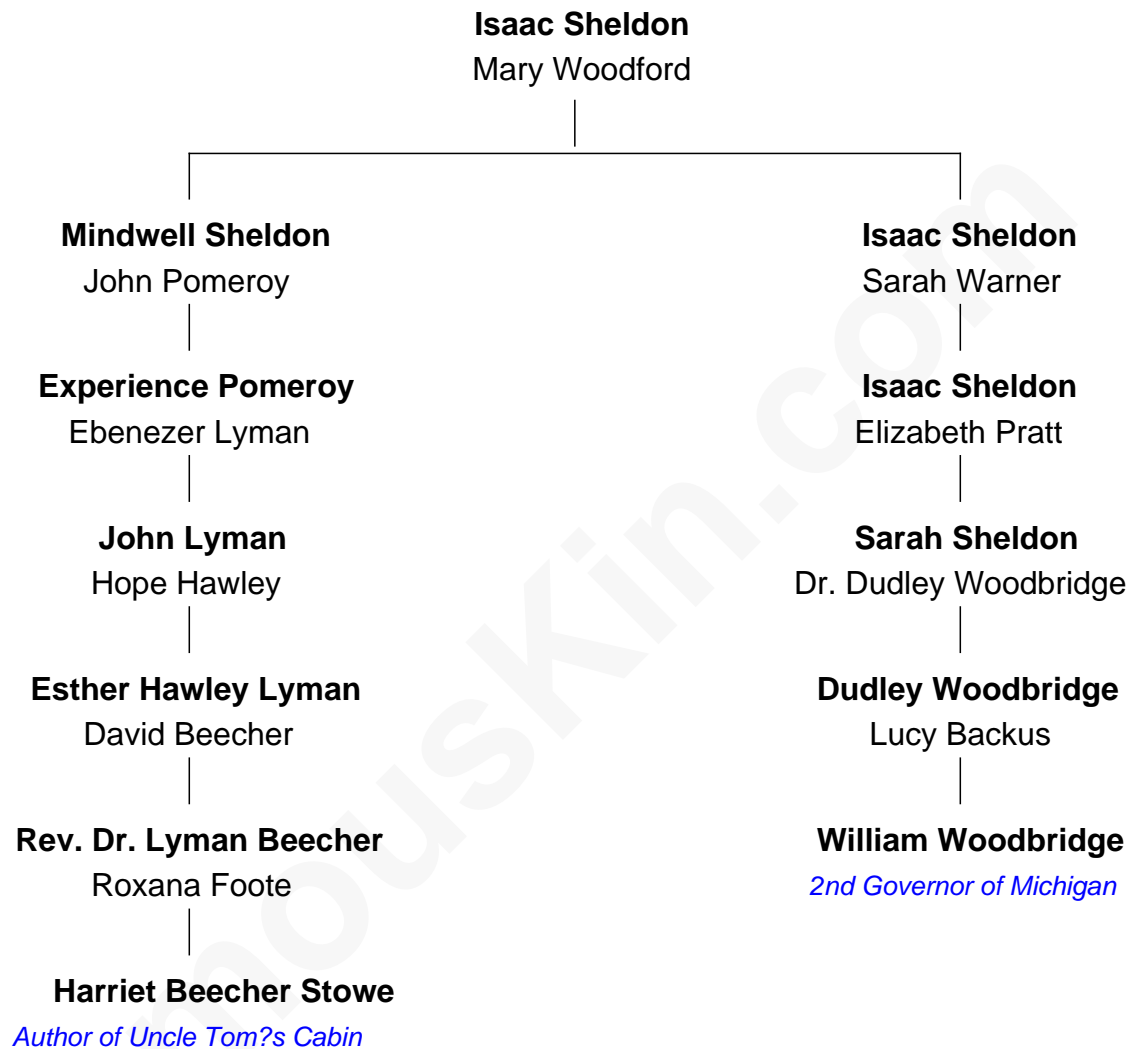 Isaac Sheldon
Mary Woodford
Mindwell Sheldon
John Pomeroy
Isaac Sheldon
Sarah Warner
Experience Pomeroy
Ebenezer Lyman
Isaac Sheldon
Elizabeth Pratt
John Lyman
Hope Hawley
Sarah Sheldon
Dr. Dudley Woodbridge
Esther Hawley Lyman
David Beecher
Dudley Woodbridge
Lucy Backus
Rev. Dr. Lyman Beecher
Roxana Foote
William Woodbridge
2nd Governor of Michigan
Harriet Beecher Stowe
Author of Uncle Tom?s Cabin
mousKin.com